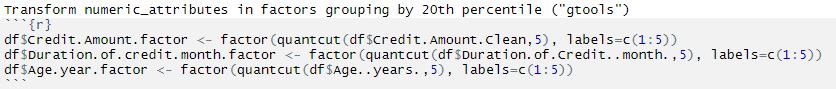 Transform numeric_attributes in factors grouping by 20th percentile ("gtools")
```{r}
df$Credit.Amount.factor <- factor(quantcut(df$Credit.Amount.Clean,5), labels=c(1:5))
df$Duration.of.credit.month.factor <- factor(quantcut(df$Duration.of.Credit..month.,5), labels=c(1:5))
df$Age.year.factor <- factor(quantcut(df$Age..years.,5), labels=c(1:5))
```